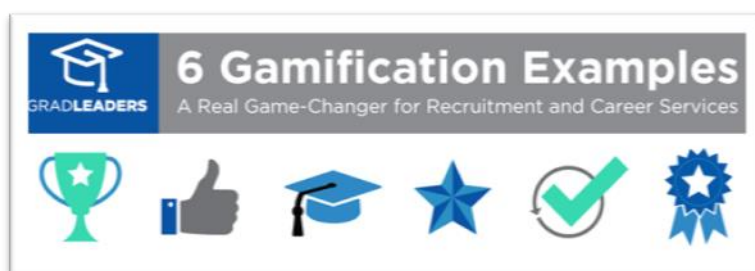 GRADLEADERS
6 Gamification Examples
A Real Game-Changer for Recruitment and Career Services